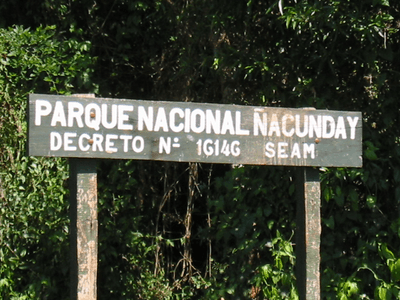 PARQUE NACIONAL ÑACUNDAY
DECRETO Nº 16146 SEAM